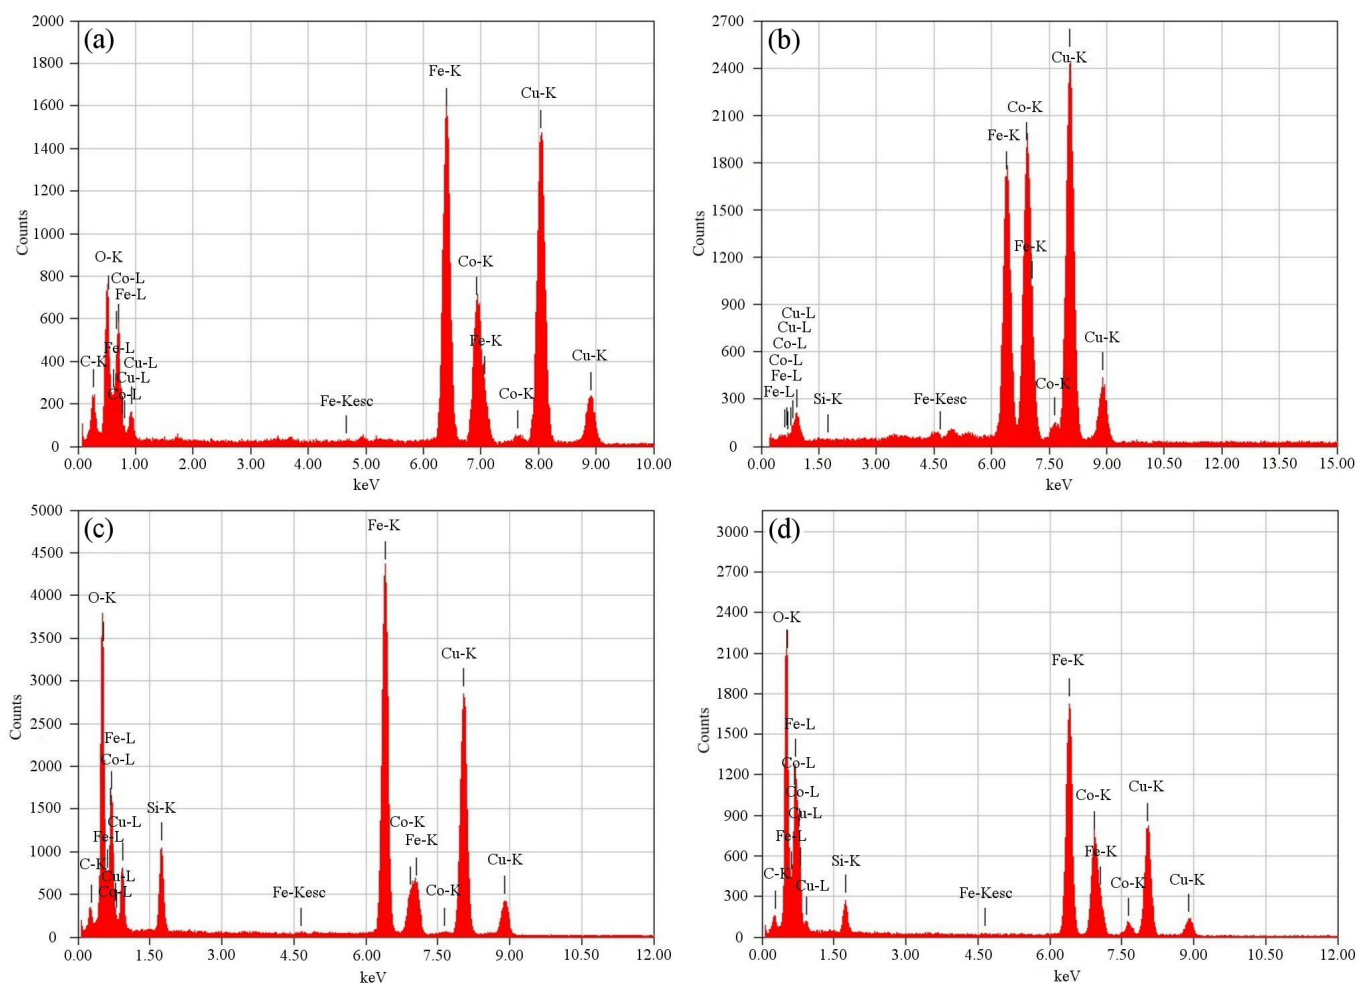 (a)
2000
1800
1600
1400
1200
1000
800
600
400
200
0
Counts
Fe-K
Cu-K
O-K
Co-L
Fe-L
Co-K
Fe-L
Fe-K
C-K
Cu-L
Cu-L
Co-L
Cu-K
Fe-Kesc
Co-K
0.00 1.00 2.00 3.00 4.00 5.00 6.00 7.00 8.00 9.00 10.00
keV
(b)
2700
2400
2100
1800
1500
1200
900
600
300
0
Counts
Cu-K
Co-K
Fe-K
Fe-K
Cu-L
Cu-L
Co-L
Co-L
Fe-L
Fe-L
Cu-K
Si-K
Fe-Kesc
Co-K
0.00 1.50 3.00 4.50 6.00 7.50 9.00 10.50 12.00 13.50 15.00
keV
(c)
5000
4500
4000
3500
3000
2500
2000
1500
1000
500
0
Counts
Fe-K
O-K
Cu-K
Fe-L
Co-L
Si-K
Cu-L
Co-K
Fe-L
Fe-K
C-K
Cu-L
Cu-K
Co-L
Fe-Kesc
Co-K
0.00 1.50 3.00 4.50 6.00 7.50 9.00 10.50 12.00
keV
(d)
3000
2700
2400
2100
1800
1500
1200
900
600
300
0
Counts
O-K
Fe-K
Fe-L
Co-L
Co-L
Cu-K
Co-K
Cu-L
Fe-L
Fe-K
Si-K
C-K
Cu-L
Fe-Kesc
Co-K
Cu-K
0.00 1.50 3.00 4.50 6.00 7.50 9.00 10.50 12.00
keV